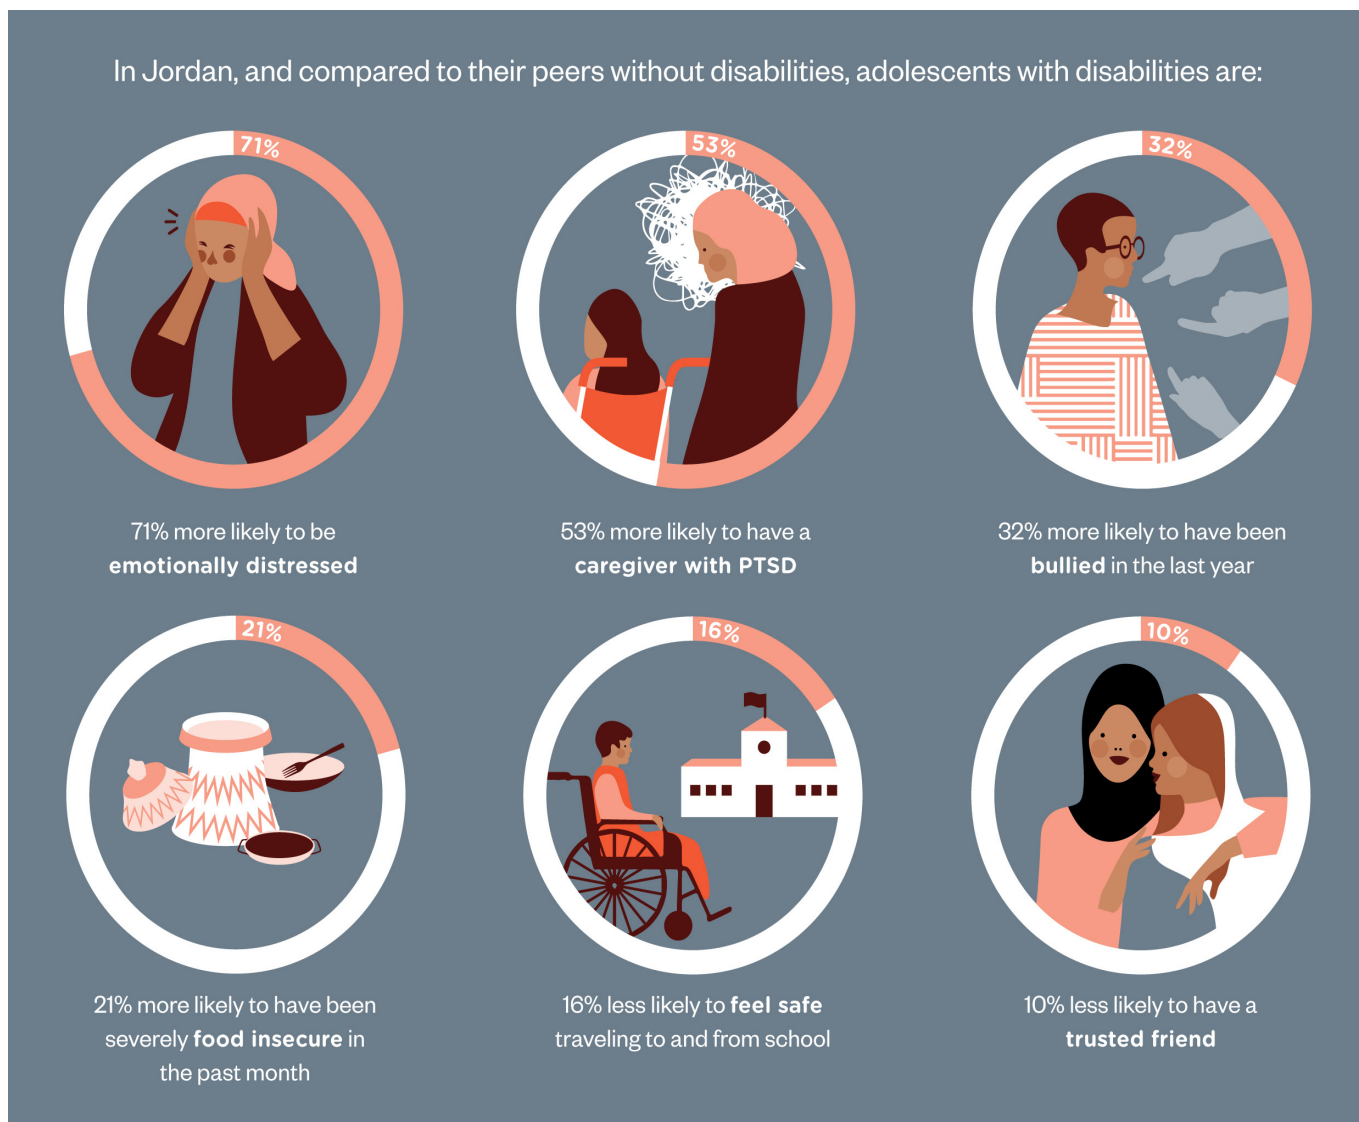 In Jordan, and compared to their peers without disabilities, adolescents with disabilities are:
71%
71% more likely to be
emotionally distressed
53%
53% more likely to have a
caregiver with PTSD
32%
32% more likely to have been
bullied in the last year
21%
21% more likely to have been
severely food insecure in
the past month
16%
16% less likely to feel safe
traveling to and from school
10%
10% less likely to have a
trusted friend